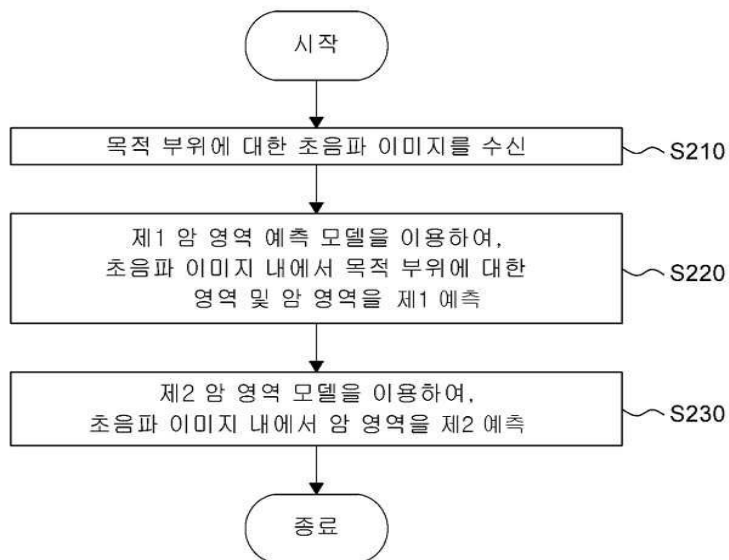 시작
목적 부위에 대한 초음파 이미지를 수신
S210
제1 암 영역 예측 모델을 이용하여,
초음파 이미지 내에서 목적 부위에 대한
영역 및 암 영역을 제1 예측
S220
제2 암 영역 모델을 이용하여,
초음파 이미지 내에서 암 영역을 제2 예측
S230
종료